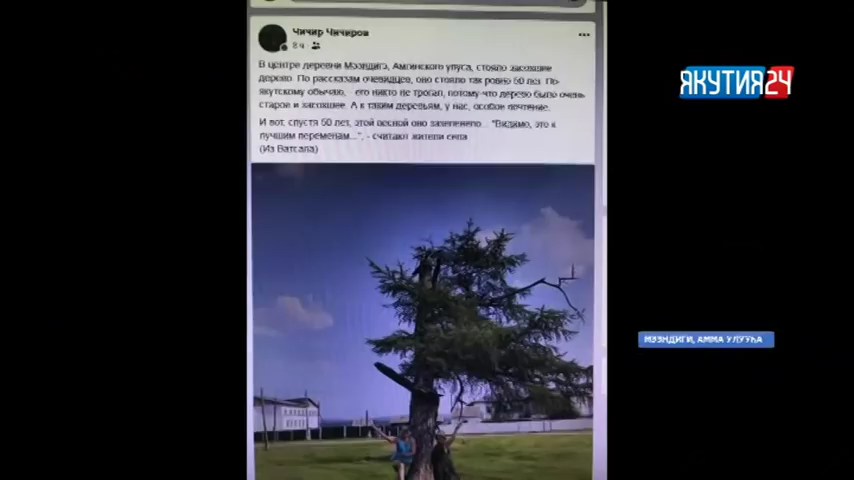 Чичир Чичиров
8 ч
В центре деревни Мээндигэ, Амгинского улуса, стояло засохшее
дерево. По рассказам очевидцев, оно стояло так ровно 50 лет. По-
якутскому обычаю, его никто не трогал, потому-что дерево было очень
старой и засохшее. А к таким деревьям, у нас, особое почтение.
И вот, спустя 50 лет, этой весной оно зазеленело... "Видимо, это к
лучшим переменам...", - считают жители села
(Из Ватсапа)
ЯКУТИЯ24
МЭЭНДИГИ, АММА УЛУУҺА